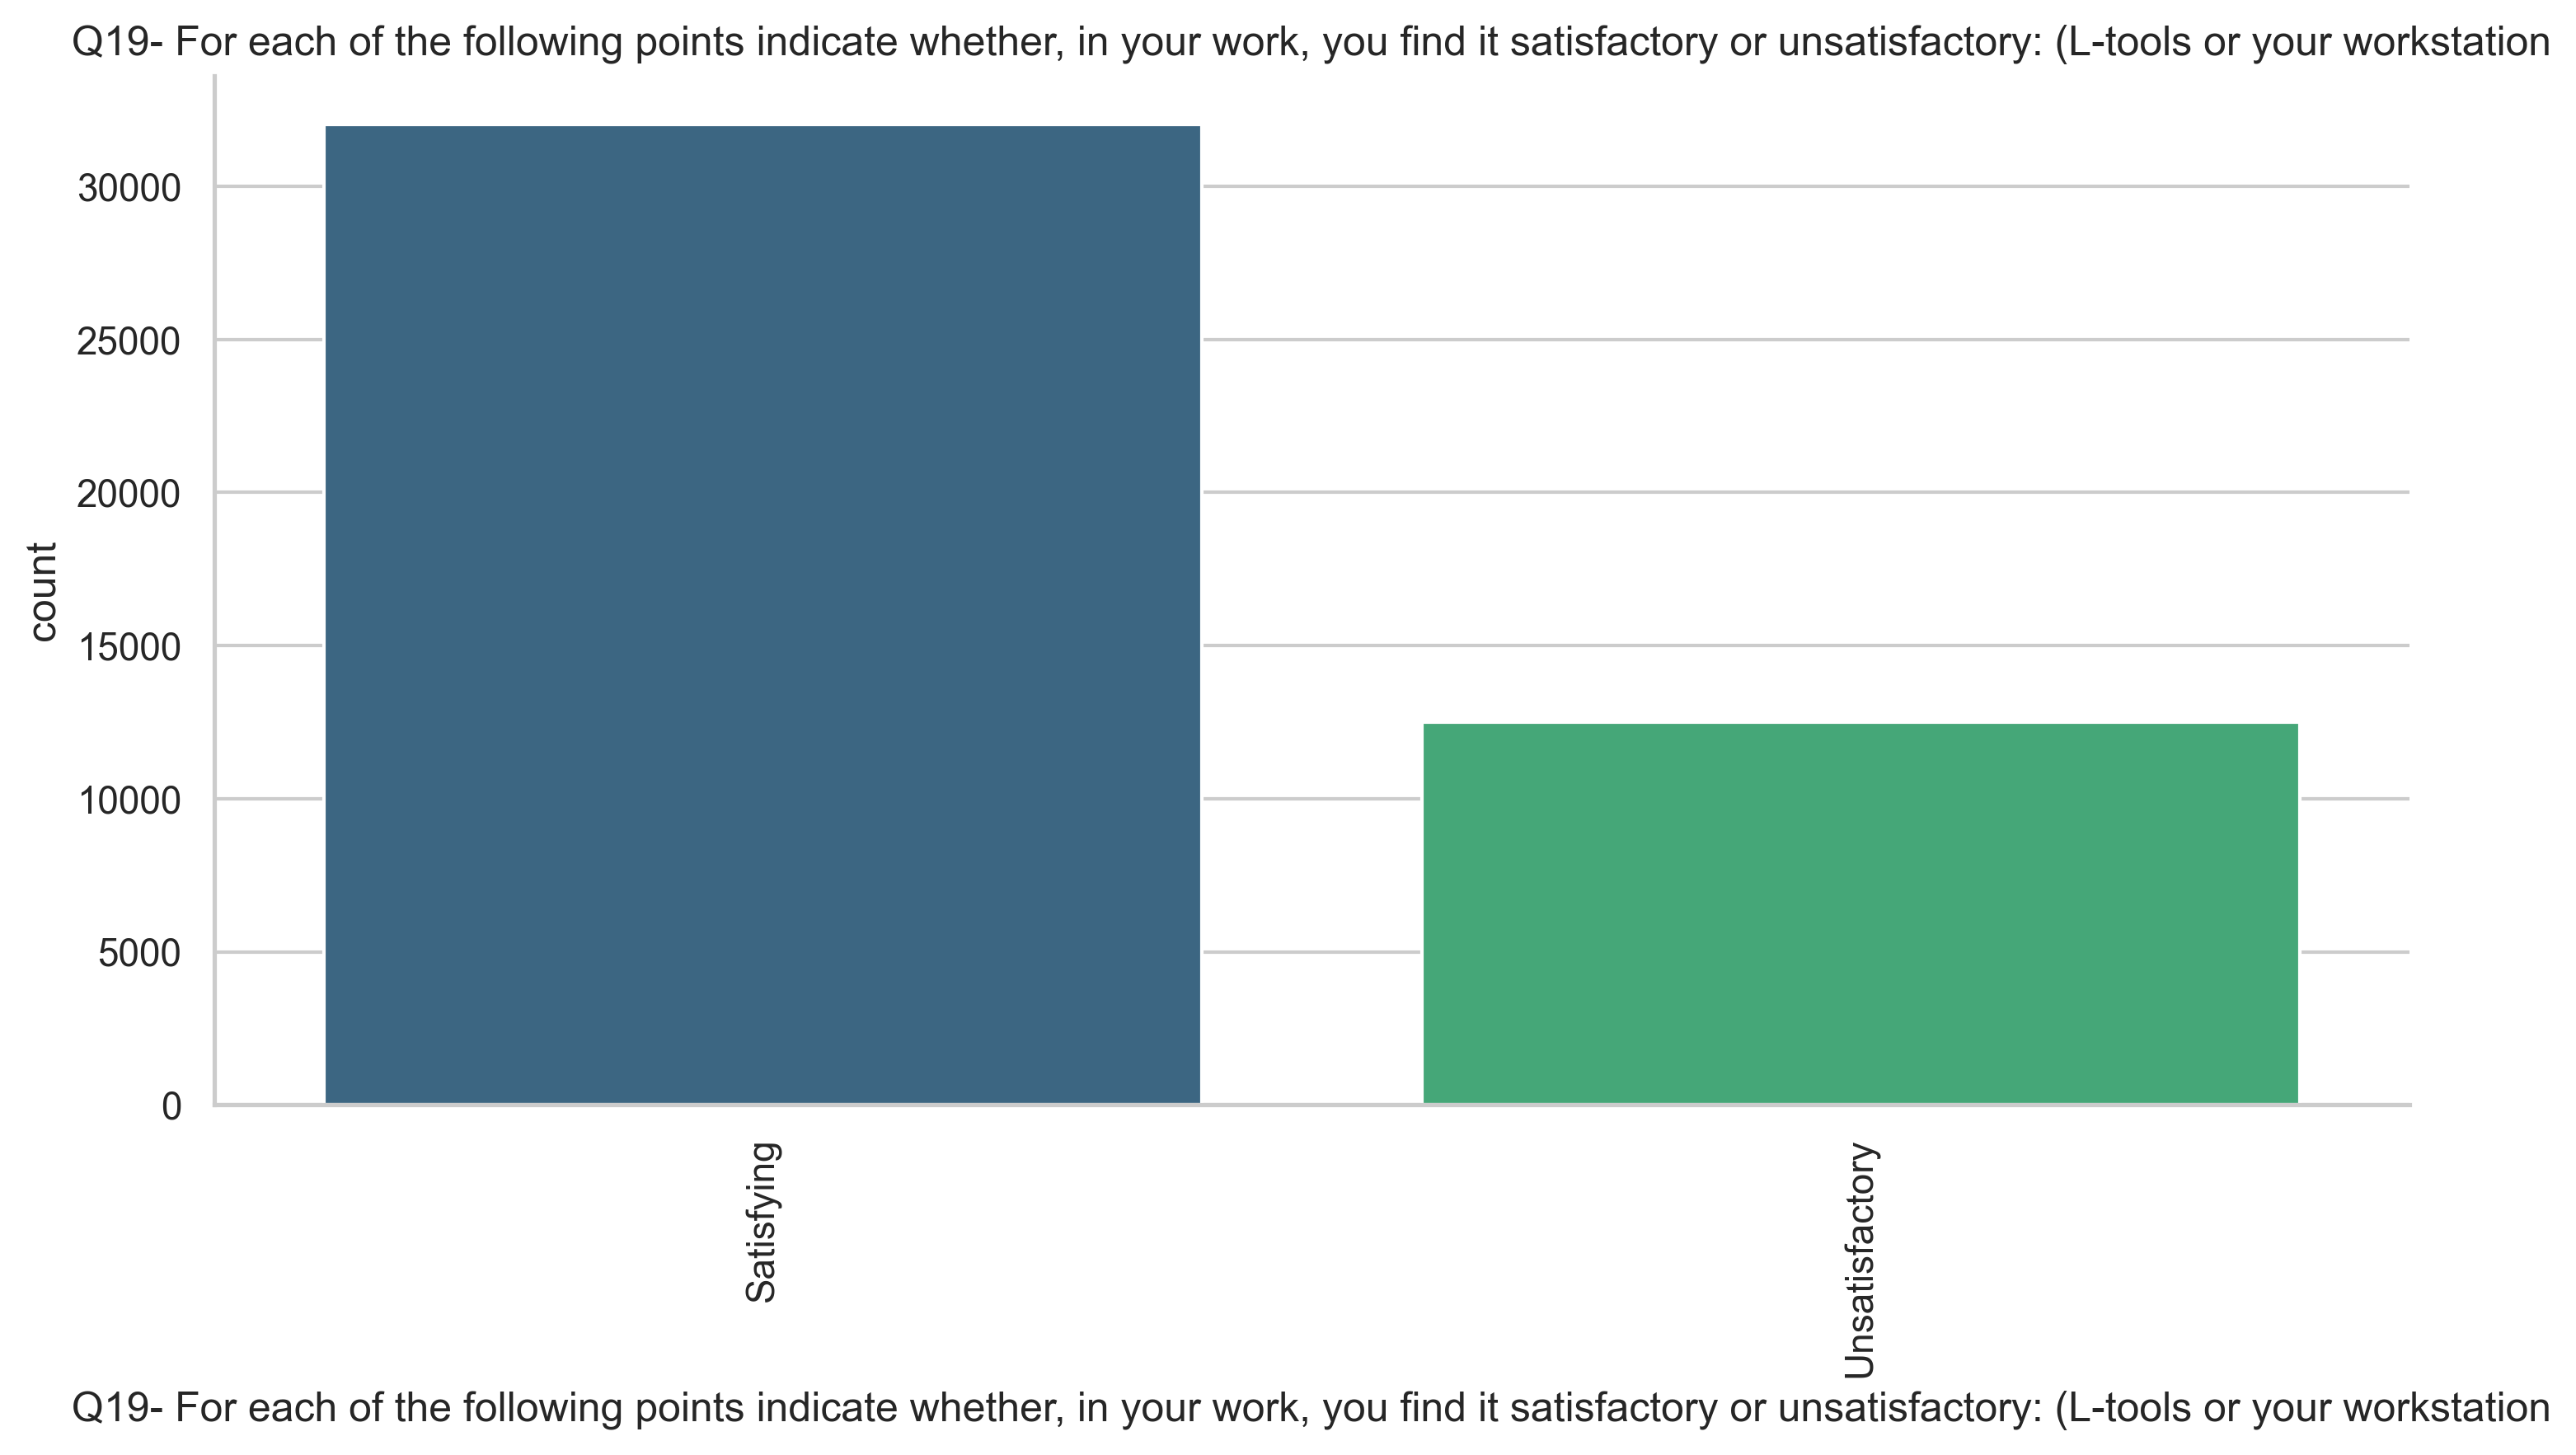 Q19- For each of the following points indicate whether, in your work, you find it satisfactory or unsatisfactory: (L-tools or your workstation
30000
25000
20000
15000
10000
5000
0
count
Satisfying
Unsatisfactory
Q19- For each of the following points indicate whether, in your work, you find it satisfactory or unsatisfactory: (L-tools or your workstation